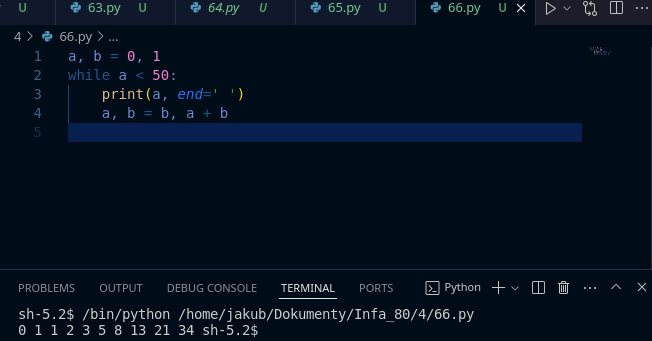 U 63.py U 64.py U 65.py U 66.py U
4 > 66.py > ...
1 a, b = 0, 1
2 while a < 50:
3 print(a, end=' ')
4 a, b = b, a + b
5
PROBLEMS OUTPUT DEBUG CONSOLE TERMINAL PORTS Python
sh-5.2$ /bin/python /home/jakub/Dokumenty/Infa_80/4/66.py
0 1 1 2 3 5 8 13 21 34 sh-5.2$